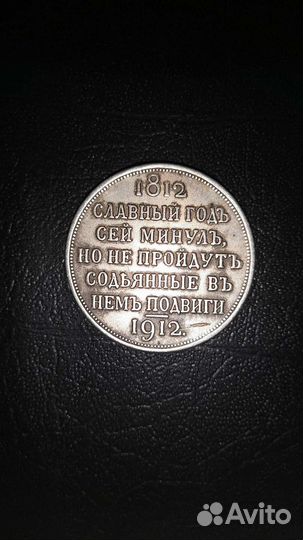 1812
СЛАВНЫЙ ГОДЪ
СЕЙ МИНУЛЪ,
НО НЕ ПРОЙДУТЪ
СОДѢЯННЫЕ ВЪ
НЕМЪ ПОДВИГИ
1912.
Avito